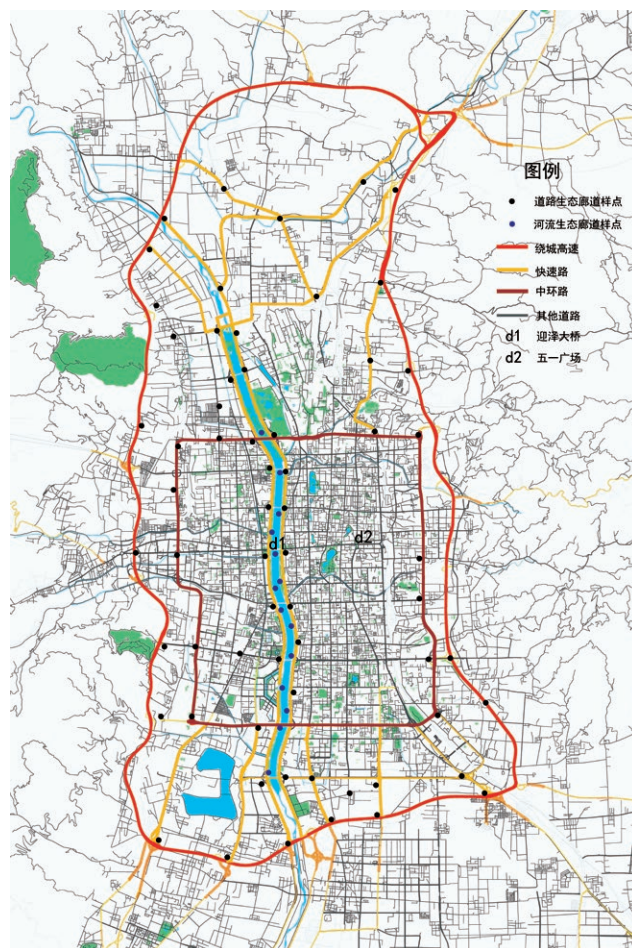 图例
道路生态廊道样点
河流生态廊道样点
绕城高速
快速路
中环路
其他道路
d1 迎泽大桥
d2 五一广场
d1
d2